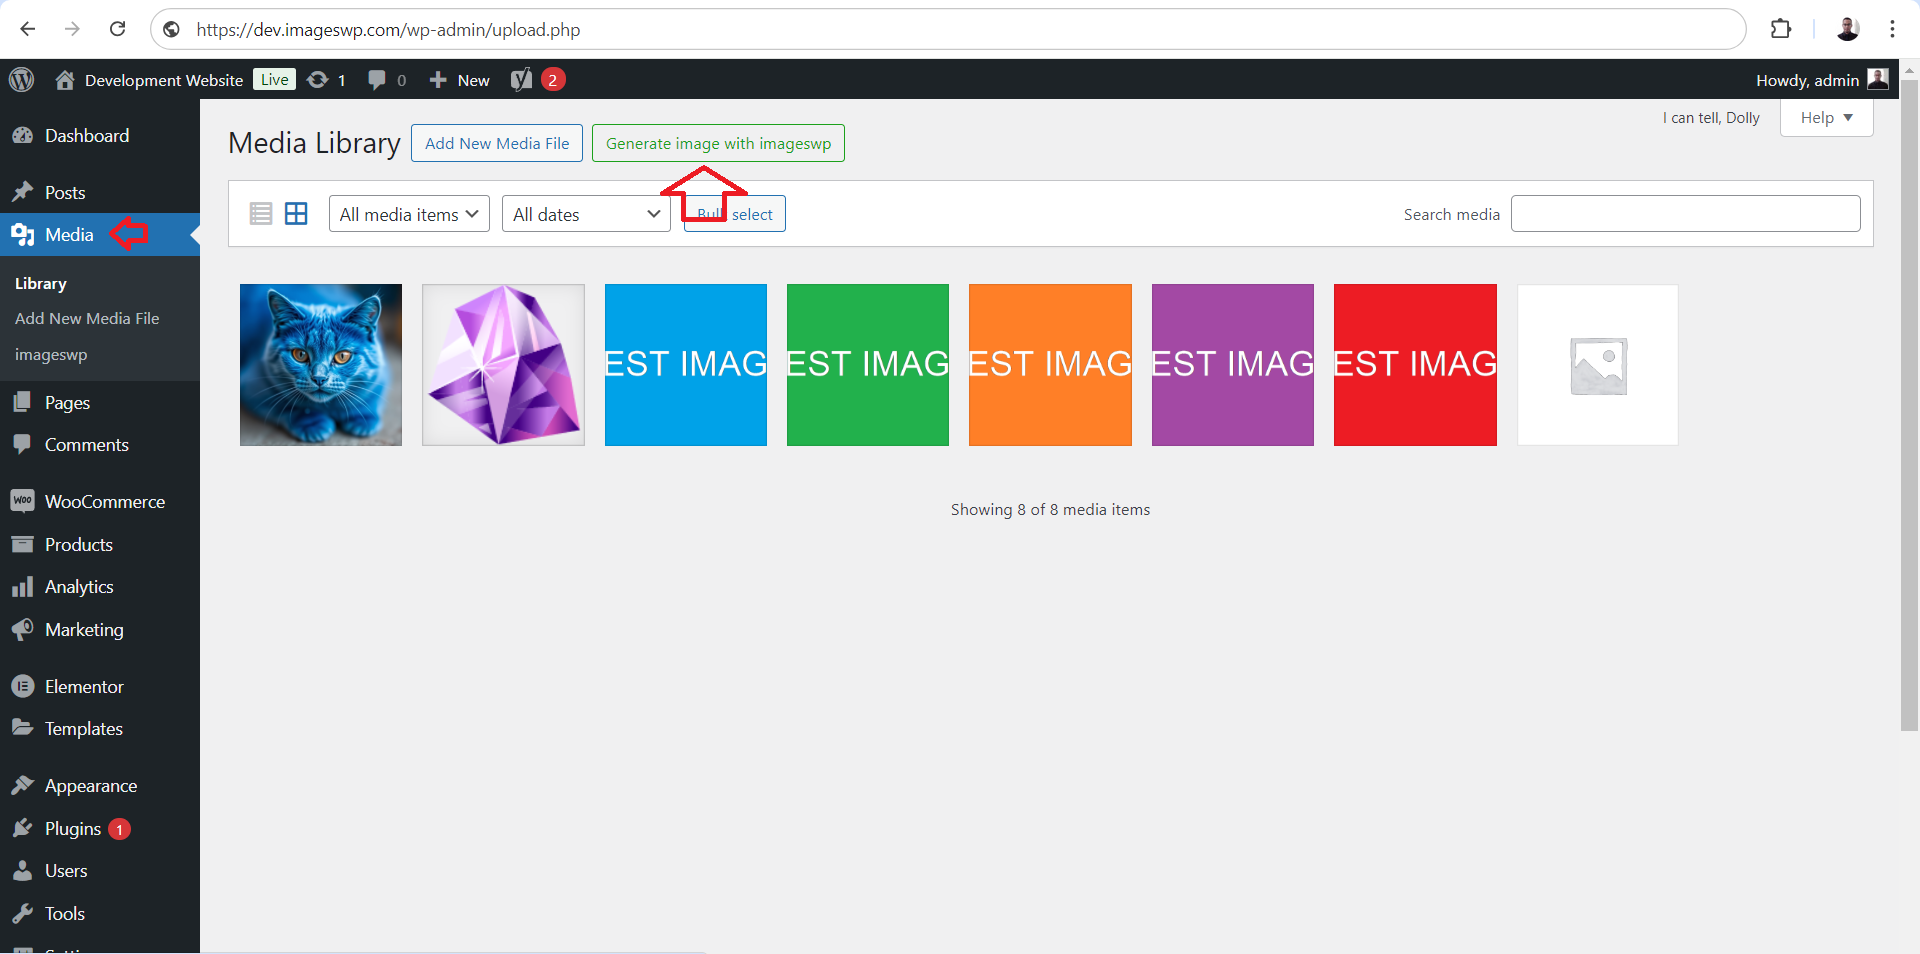 https://dev.imageswp.com/wp-admin/upload.php
Development Website Live 1 0 New 2
Howdy, admin
Dashboard
Posts
Media
Library
Add New Media File
imageswp
Pages
Comments
WooCommerce
Products
Analytics
Marketing
Elementor
Templates
Appearance
Plugins 1
Users
Tools
I can tell, Dolly
Help
Media Library
Add New Media File
Generate image with imageswp
All media items
All dates
select
Search media
EST IMAG
EST IMAG
EST IMAG
EST IMAG
EST IMAG
Showing 8 of 8 media items